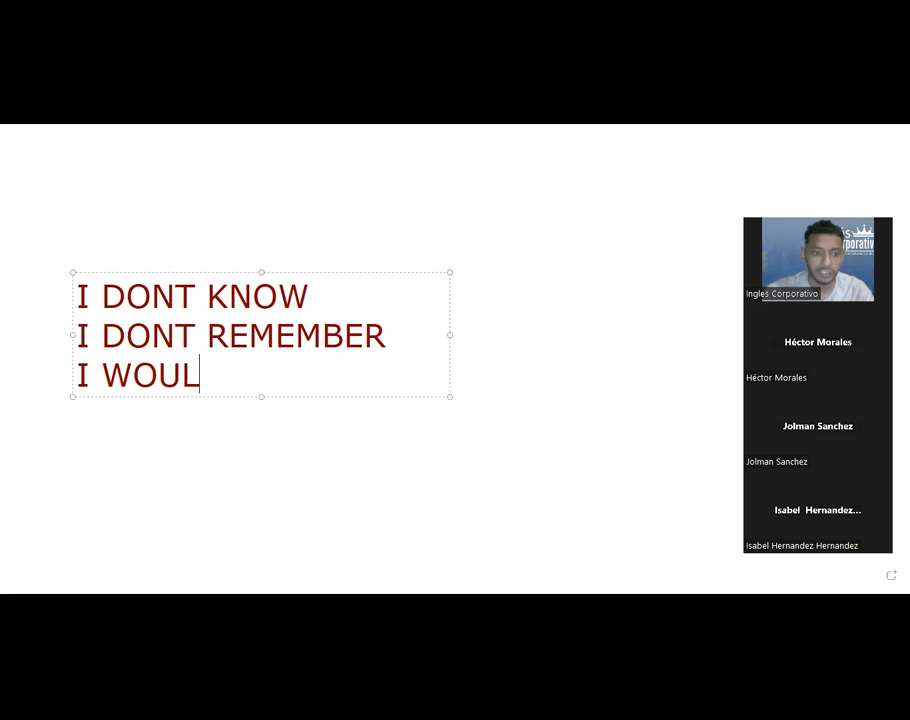 I DONT KNOW
I DONT REMEMBER
I WOUL
Ingles Corporativo
Héctor Morales
Héctor Morales
Jolman Sanchez
Jolman Sanchez
Isabel Hernandez...
Isabel Hernandez Hernandez